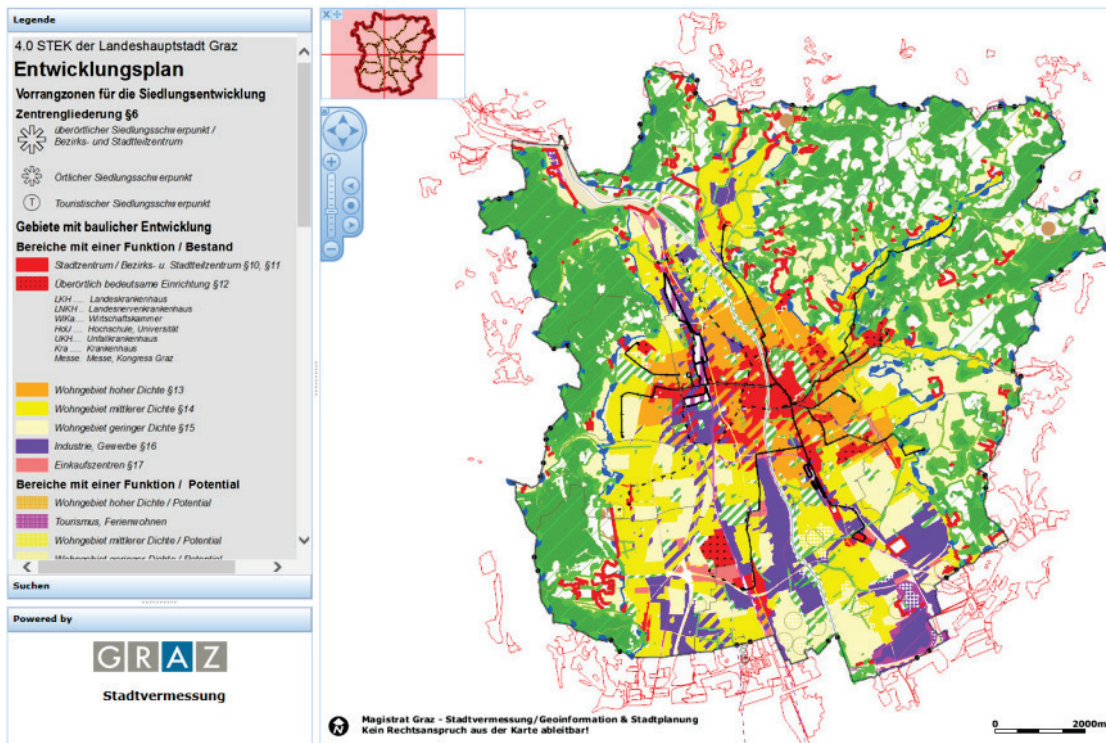 Legende
4.0 STEK der Landeshauptstadt Graz
Entwicklungsplan
Vorrangzonen für die Siedlungsentwicklung
Zentrengliederung §6
überörtlicher Siedlungsschwerpunkt /
Bezirks- und Stadtteilzentrum
Örtlicher Siedlungsschwerpunkt
T
Touristischer Siedlungsschwerpunkt
Gebiete mit baulicher Entwicklung
Bereiche mit einer Funktion / Bestand
Stadtzentrum / Bezirks- u. Stadtteilzentrum §10, §11
Überörtlich bedeutsame Einrichtung §12
LKH ..... Landeskrankenhaus
LNKH .. Landesnervenkrankenhaus
WiKa.... Wirtschaftskammer
HoU ..... Hochschule, Universität
UKH..... Unfallkrankenhaus
Kra ...... Krankenhaus
Messe.. Messe, Kongress Graz
Wohngebiet hoher Dichte §13
Wohngebiet mittlerer Dichte §14
Wohngebiet geringer Dichte §15
Industrie, Gewerbe §16
Einkaufszentren §17
Bereiche mit einer Funktion / Potential
Wohngebiet hoher Dichte / Potential
Tourismus, Ferienwohnen
Wohngebiet mittlerer Dichte / Potential
Wohngebiet geringer Dichte / Potential
Suchen
Powered by
GRAZ
Stadtvermessung
Magistrat Graz - Stadtvermessung/Geoinformation & Stadtplanung
Kein Rechtsanspruch aus der Karte ableitbar!
0 2000m